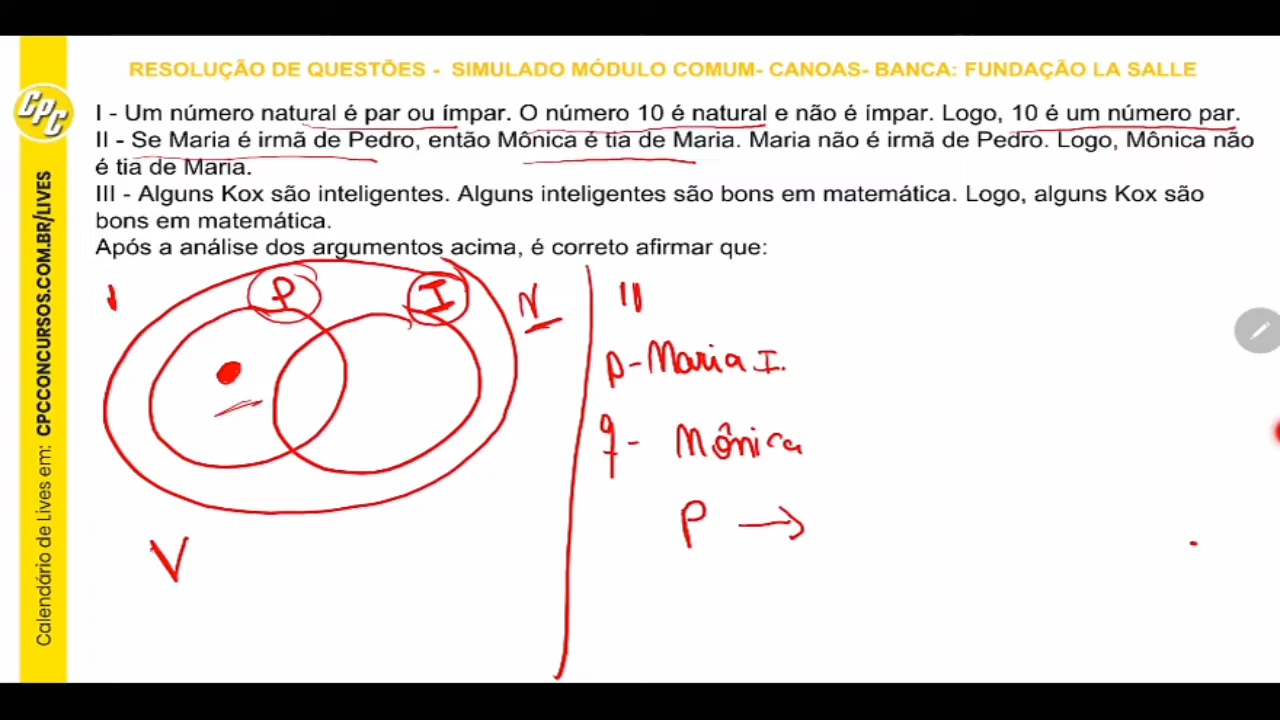 RESOLUÇÃO DE QUESTÕES - SIMULADO MÓDULO COMUM- CANOAS- BANCA: FUNDAÇÃO LA SALLE
CPC
Calendário de Lives em: CPCCONCURSOS.COM.BR/LIVES
I - Um número natural é par ou ímpar. O número 10 é natural e não é ímpar. Logo, 10 é um número par.
II - Se Maria é irmã de Pedro, então Mônica é tia de Maria. Maria não é irmã de Pedro. Logo, Mônica não
é tia de Maria.
III - Alguns Kox são inteligentes. Alguns inteligentes são bons em matemática. Logo, alguns Kox são
bons em matemática.
Após a análise dos argumentos acima, é correto afirmar que:
I
P
I
N
V
II
p - Maria I.
q - Mônica
P →